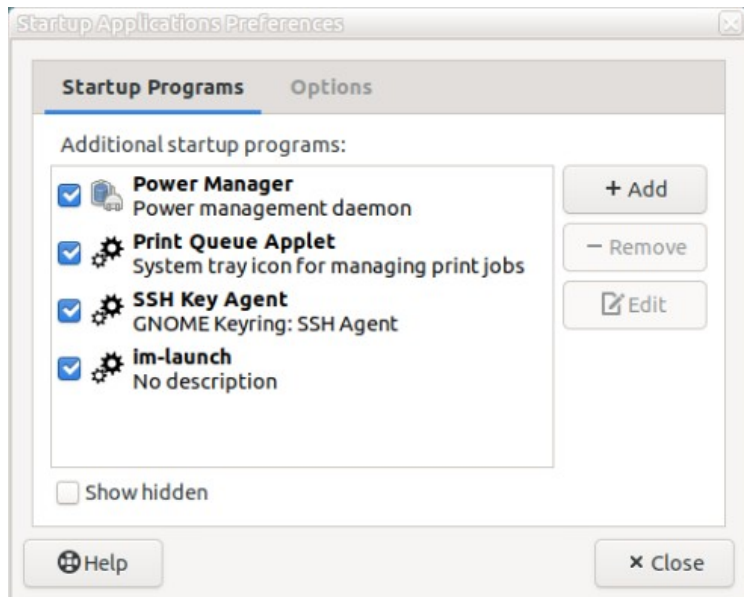 Startup Applications Preferences
Startup Programs
Options
Additional startup programs:
Power Manager
Power management daemon
Print Queue Applet
System tray icon for managing print jobs
SSH Key Agent
GNOME Keyring: SSH Agent
im-launch
No description
Add
Remove
Edit
Show hidden
Help
Close